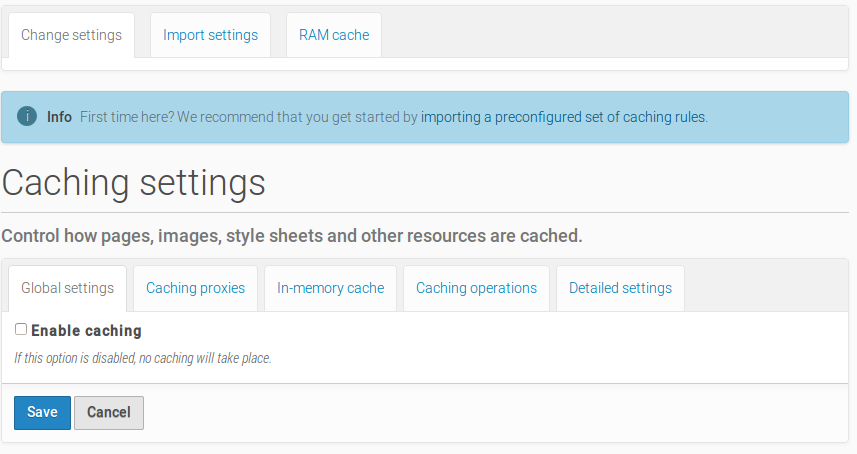 Change settings Import settings RAM cache
i Info First time here? We recommend that you get started by importing a preconfigured set of caching rules.
Caching settings
Control how pages, images, style sheets and other resources are cached.
Global settings Caching proxies In-memory cache Caching operations Detailed settings
Enable caching
If this option is disabled, no caching will take place.
Save Cancel